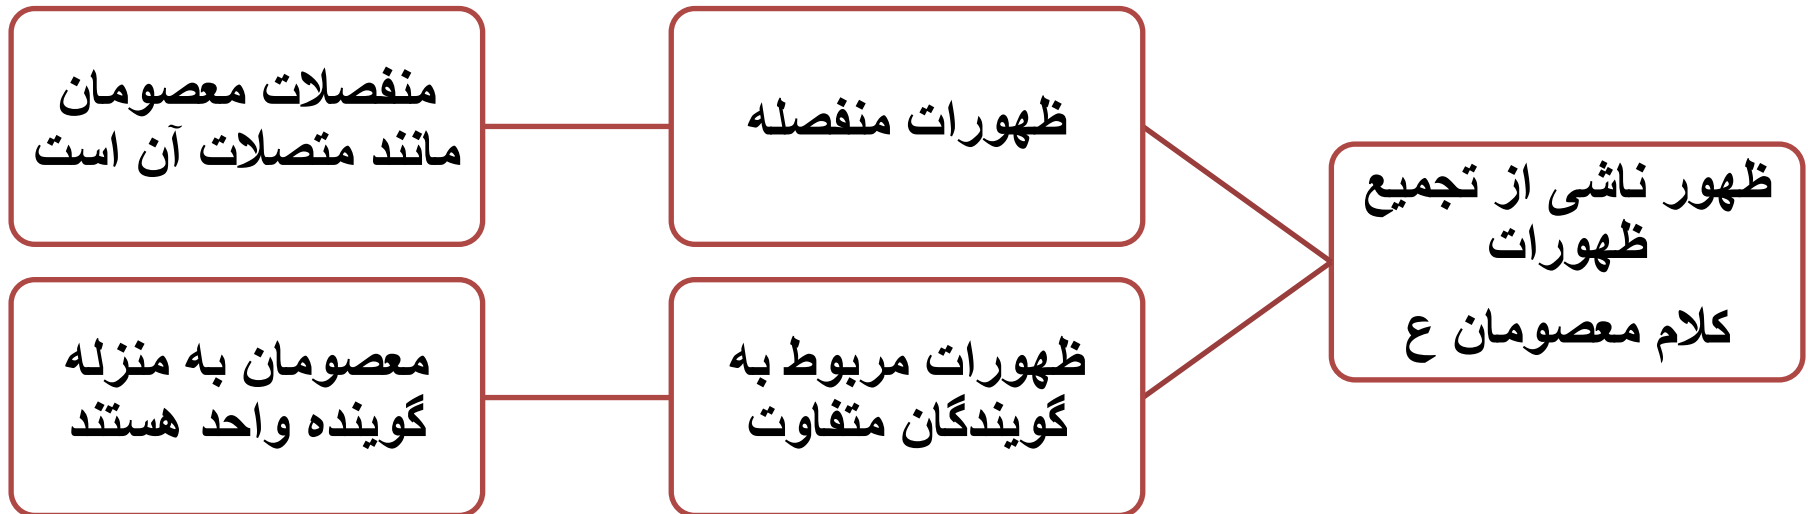 ظهور ناشی از تجمیع
ظهورات
کلام معصومان ع
ظهورات منفصله
منفصلات معصومان
مانند متصلات آن است
ظهورات مربوط به
گویندگان متفاوت
معصومان به منزله
گوینده واحد هستند